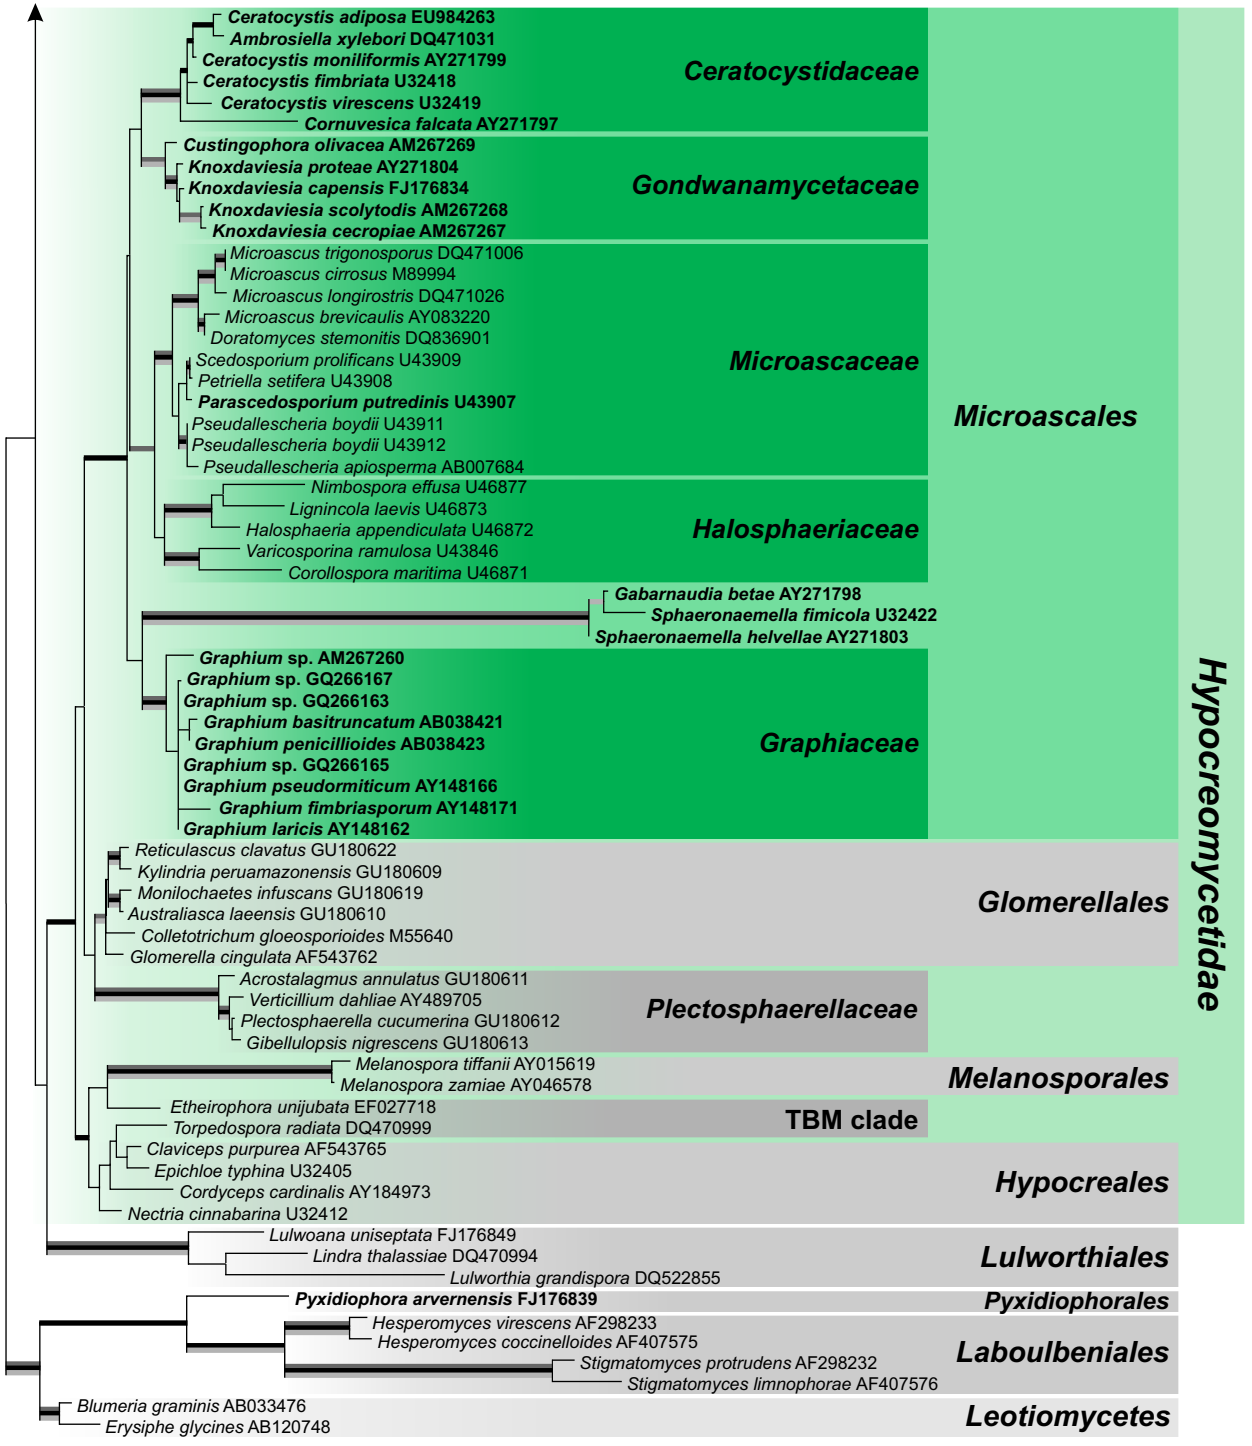 Ceratocystis adiposa EU984263
Ambrosiella xylebori DQ471031
Ceratocystis moniliformis AY271799
Ceratocystis fimbriata U32418
Ceratocystis virescens U32419
Cornuvesica falcata AY271797
Ceratocystidaceae
Custingophora olivacea AM267269
Knoxdaviesia proteae AY271804
Knoxdaviesia capensis FJ176834
Knoxdaviesia scolytodis AM267268
Knoxdaviesia cecropiae AM267267
Gondwanamycetaceae
Microascus trigonosporus DQ471006
Microascus cirrosus M89994
Microascus longirostris DQ471026
Microascus brevicaulis AY083220
Doratomyces stemonitis DQ836901
Scedosporium prolificans U43909
Petriella setifera U43908
Parascedosporium putredinis U43907
Pseudallescheria boydii U43911
Pseudallescheria boydii U43912
Pseudallescheria apiosperma AB007684
Microascaceae
Nimbospora effusa U46877
Lignincola laevis U46873
Halosphaeria appendiculata U46872
Varicosporina ramulosa U43846
Corollospora maritima U46871
Halosphaeriaceae
Gabarnaudia betae AY271798
Sphaeronaemella fimicola U32422
Sphaeronaemella helvellae AY271803
Graphium sp. AM267260
Graphium sp. GQ266167
Graphium sp. GQ266163
Graphium basitruncatum AB038421
Graphium penicillioides AB038423
Graphium sp. GQ266165
Graphium pseudormiticum AY148166
Graphium fimbriasporum AY148171
Graphium laricis AY148162
Graphiaceae
Microascales
Reticulascus clavatus GU180622
Kylindria peruamazonensis GU180609
Monilochaetes infuscans GU180619
Australiasca laeensis GU180610
Colletotrichum gloeosporioides M55640
Glomerella cingulata AF543762
Glomerellales
Acrostalagmus annulatus GU180611
Verticillium dahliae AY489705
Plectosphaerella cucumerina GU180612
Gibellulopsis nigrescens GU180613
Plectosphaerellaceae
Melanospora tiffanii AY015619
Melanospora zamiae AY046578
Melanosporales
Etheirophora unijubata EF027718
Torpedospora radiata DQ470999
TBM clade
Claviceps purpurea AF543765
Epichloe typhina U32405
Cordyceps cardinalis AY184973
Nectria cinnabarina U32412
Hypocreales
Hypocreomycetidae
Lulwoana uniseptata FJ176849
Lindra thalassiae DQ470994
Lulworthia grandispora DQ522855
Lulworthiales
Pyxidiophora arvernensis FJ176839
Pyxidiophorales
Hesperomyces virescens AF298233
Hesperomyces coccinelloides AF407575
Stigmatomyces protrudens AF298232
Stigmatomyces limnophorae AF407576
Laboulbeniales
Blumeria graminis AB033476
Erysiphe glycines AB120748
Leotiomycetes